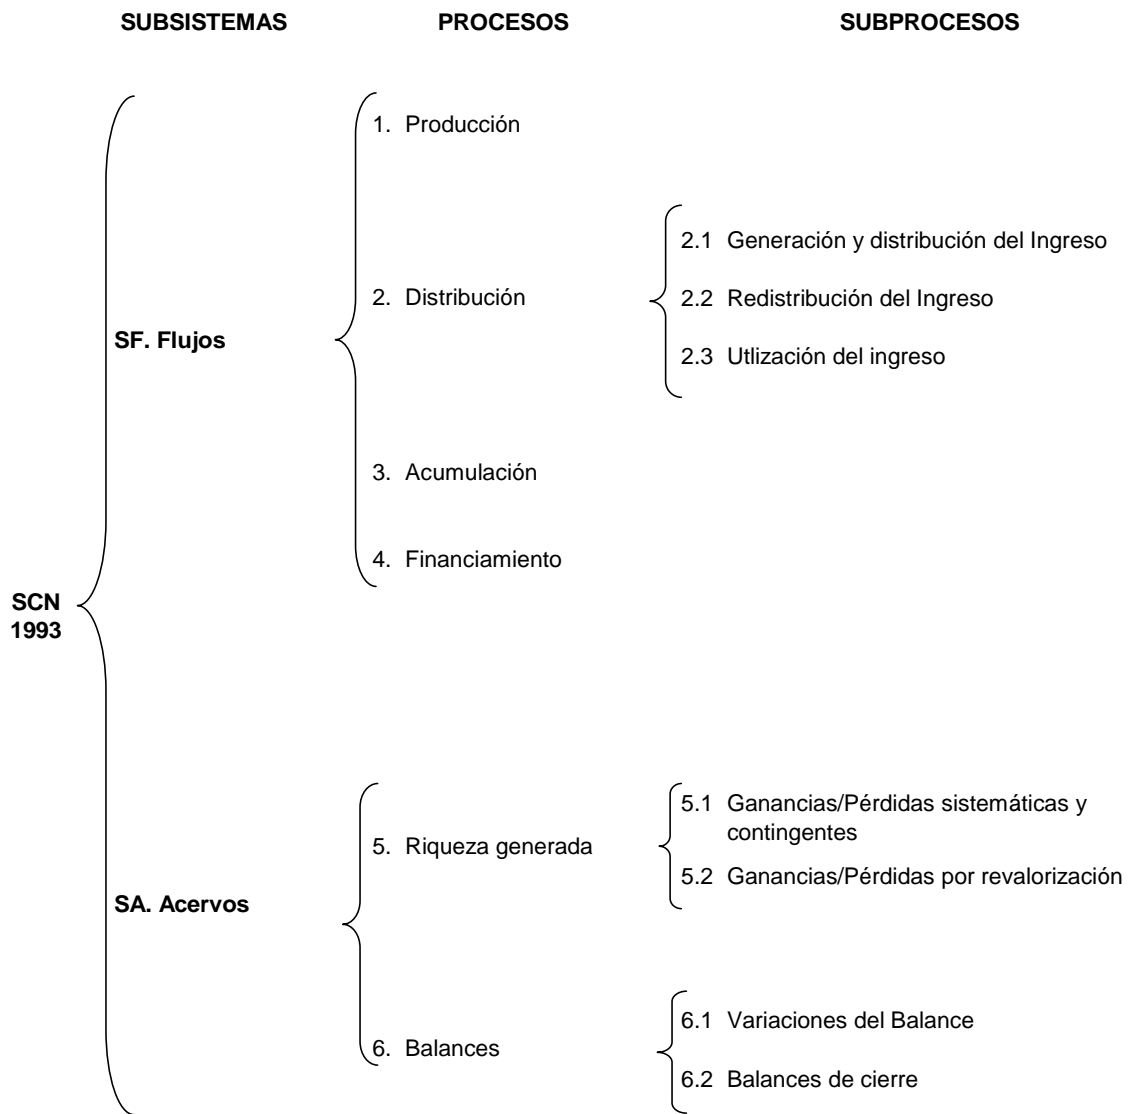 SUBSISTEMAS PROCESOS SUBPROCESOS
1. Producción
2.1 Generación y distribución del Ingreso
2. Distribución
2.2 Redistribución del Ingreso
SF. Flujos
2.3 Utlización del ingreso
3. Acumulación
4. Financiamiento
SCN
1993
5.1 Ganancias/Pérdidas sistemáticas y
contingentes
5. Riqueza generada
5.2 Ganancias/Pérdidas por revalorización
SA. Acervos
6.1 Variaciones del Balance
6. Balances
6.2 Balances de cierre